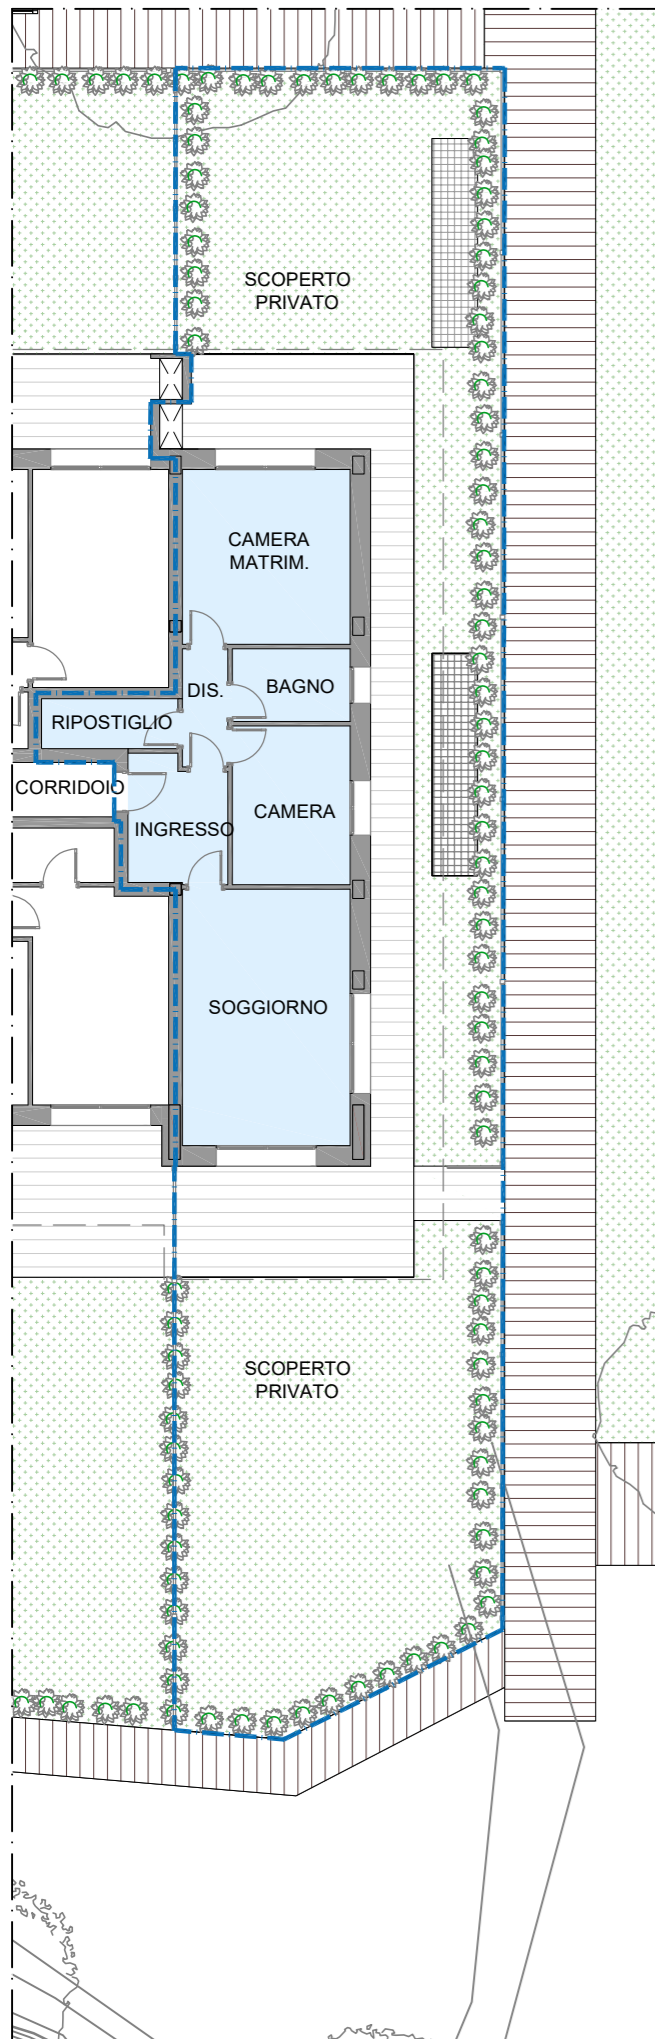 SCOPERTO
PRIVATO
CAMERA
MATRIM.
DIS.
BAGNO
RIPOSTIGLIO
CORRIDOIO
CAMERA
INGRESSO
SOGGIORNO
SCOPERTO
PRIVATO